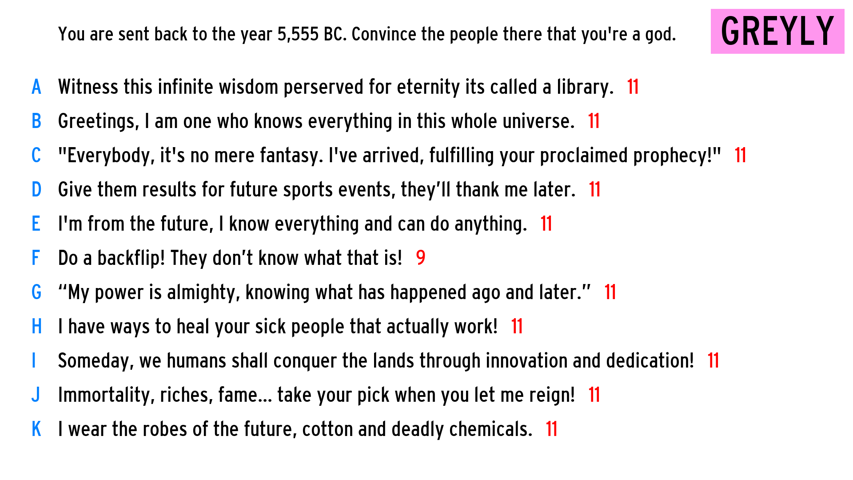 You are sent back to the year 5,555 BC. Convince the people there that you're a god.
GREYLY
A Witness this infinite wisdom perserved for eternity its called a library. 11
B Greetings, I am one who knows everything in this whole universe. 11
C "Everybody, it's no mere fantasy. I've arrived, fulfilling your proclaimed prophecy!" 11
D Give them results for future sports events, they’ll thank me later. 11
E I'm from the future, I know everything and can do anything. 11
F Do a backflip! They don’t know what that is! 9
G “My power is almighty, knowing what has happened ago and later.” 11
H I have ways to heal your sick people that actually work! 11
I Someday, we humans shall conquer the lands through innovation and dedication! 11
J Immortality, riches, fame... take your pick when you let me reign! 11
K I wear the robes of the future, cotton and deadly chemicals. 11